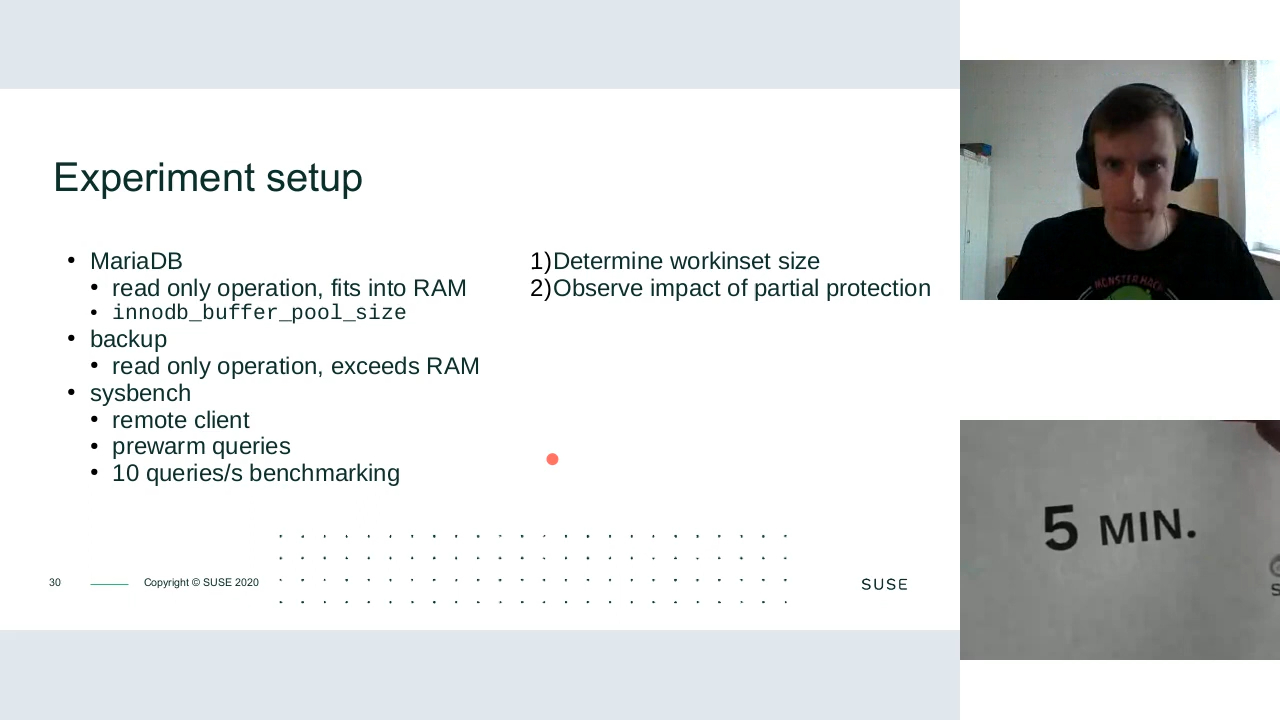 Experiment setup
• MariaDB
• read only operation, fits into RAM
• innodb_buffer_pool_size
• backup
• read only operation, exceeds RAM
• sysbench
• remote client
• prewarm queries
• 10 queries/s benchmarking
1)Determine workinset size
2)Observe impact of partial protection
30
Copyright © SUSE 2020
SUSE
5 MIN.